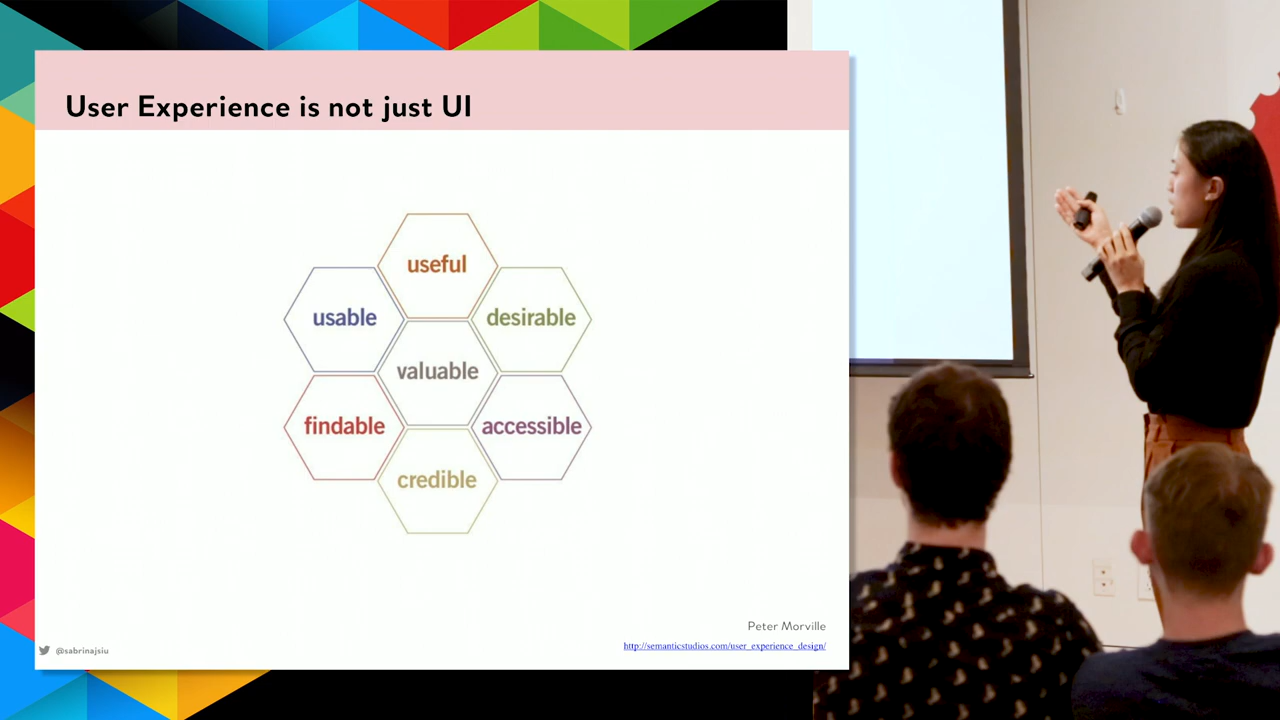 User Experience is not just UI
useful
usable
desirable
valuable
findable
accessible
credible
Peter Morville
http://semanticstudios.com/user_experience_design/
@sabrinajsiu